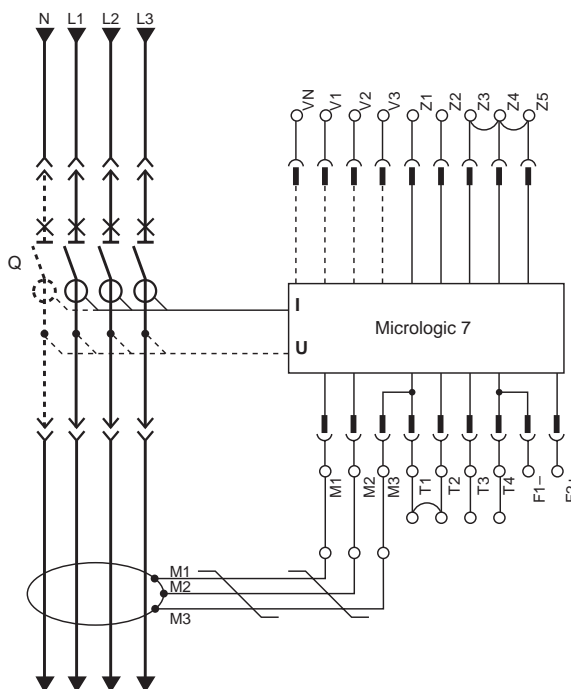 N L1 L2 L3
VN V1 V2 V3 Z1 Z2 Z3 Z4 Z5
Q
I
Micrologic 7
U
M1 M2 M3 T1 T2 T3 T4 F1–
M1
M2
M3